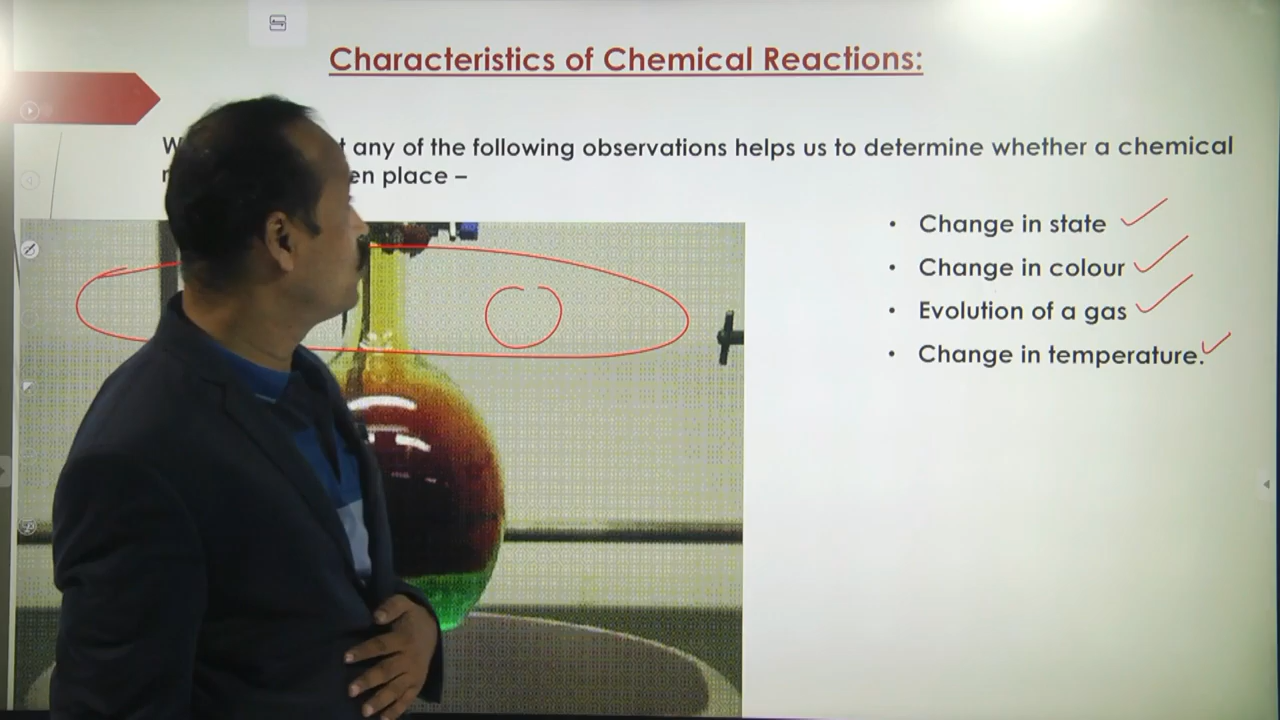 Characteristics of Chemical Reactions:
any of the following observations helps us to determine whether a chemical
place –
• Change in state
• Change in colour
• Evolution of a gas
• Change in temperature.